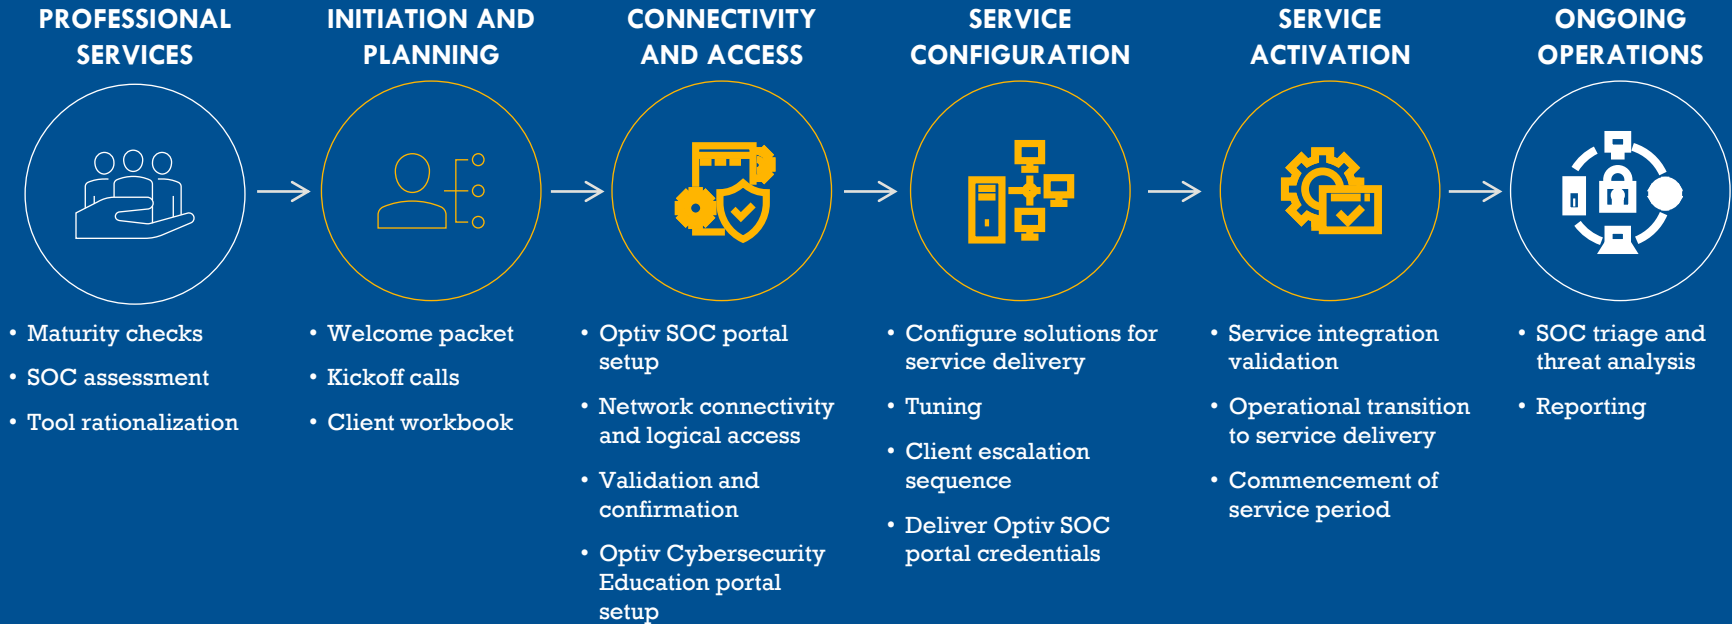 PROFESSIONAL
SERVICES
INITIATION AND
PLANNING
CONNECTIVITY
AND ACCESS
SERVICE
CONFIGURATION
SERVICE
ACTIVATION
ONGOING
OPERATIONS
• Maturity checks
• SOC assessment
• Tool rationalization
• Welcome packet
• Kickoff calls
• Client workbook
• Optiv SOC portal
setup
• Network connectivity
and logical access
• Validation and
confirmation
• Optiv Cybersecurity
Education portal
setup
• Configure solutions for
service delivery
• Tuning
• Client escalation
sequence
• Deliver Optiv SOC
portal credentials
• Service integration
validation
• Operational transition
to service delivery
• Commencement of
service period
• SOC triage and
threat analysis
• Reporting